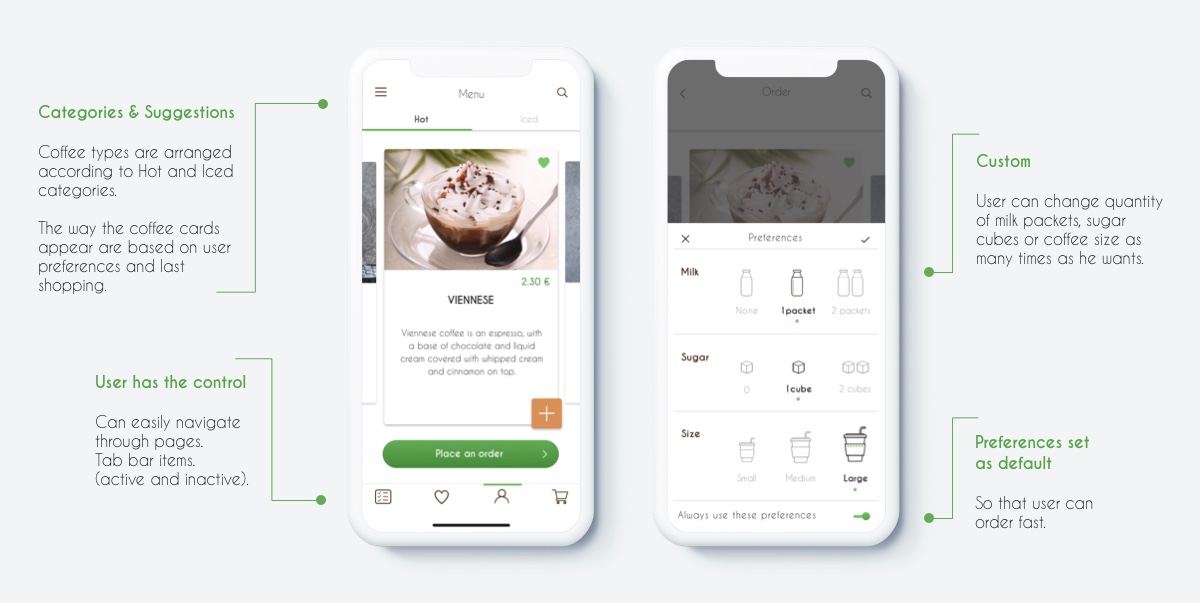 Categories & Suggestions
Coffee types are arranged
according to Hot and Iced
categories.
The way the coffee cards
appear are based on user
preferences and last
shopping.
User has the control
Can easily navigate
through pages.
Tab bar items.
(active and inactive).
Menu
Hot
Iced
2.30 €
VIENNESE
Viennese coffee is an espresso, with
a base of chocolate and liquid
cream covered with whipped cream
and cinnamon on top.
Place an order
Order
Preferences
Milk
None
1 packet
2 packets
Sugar
0
1 cube
2 cubes
Size
Small
Medium
Large
Always use these preferences
Custom
User can change quantity
of milk packets, sugar
cubes or coffee size as
many times as he wants.
Preferences set
as default
So that user can
order fast.